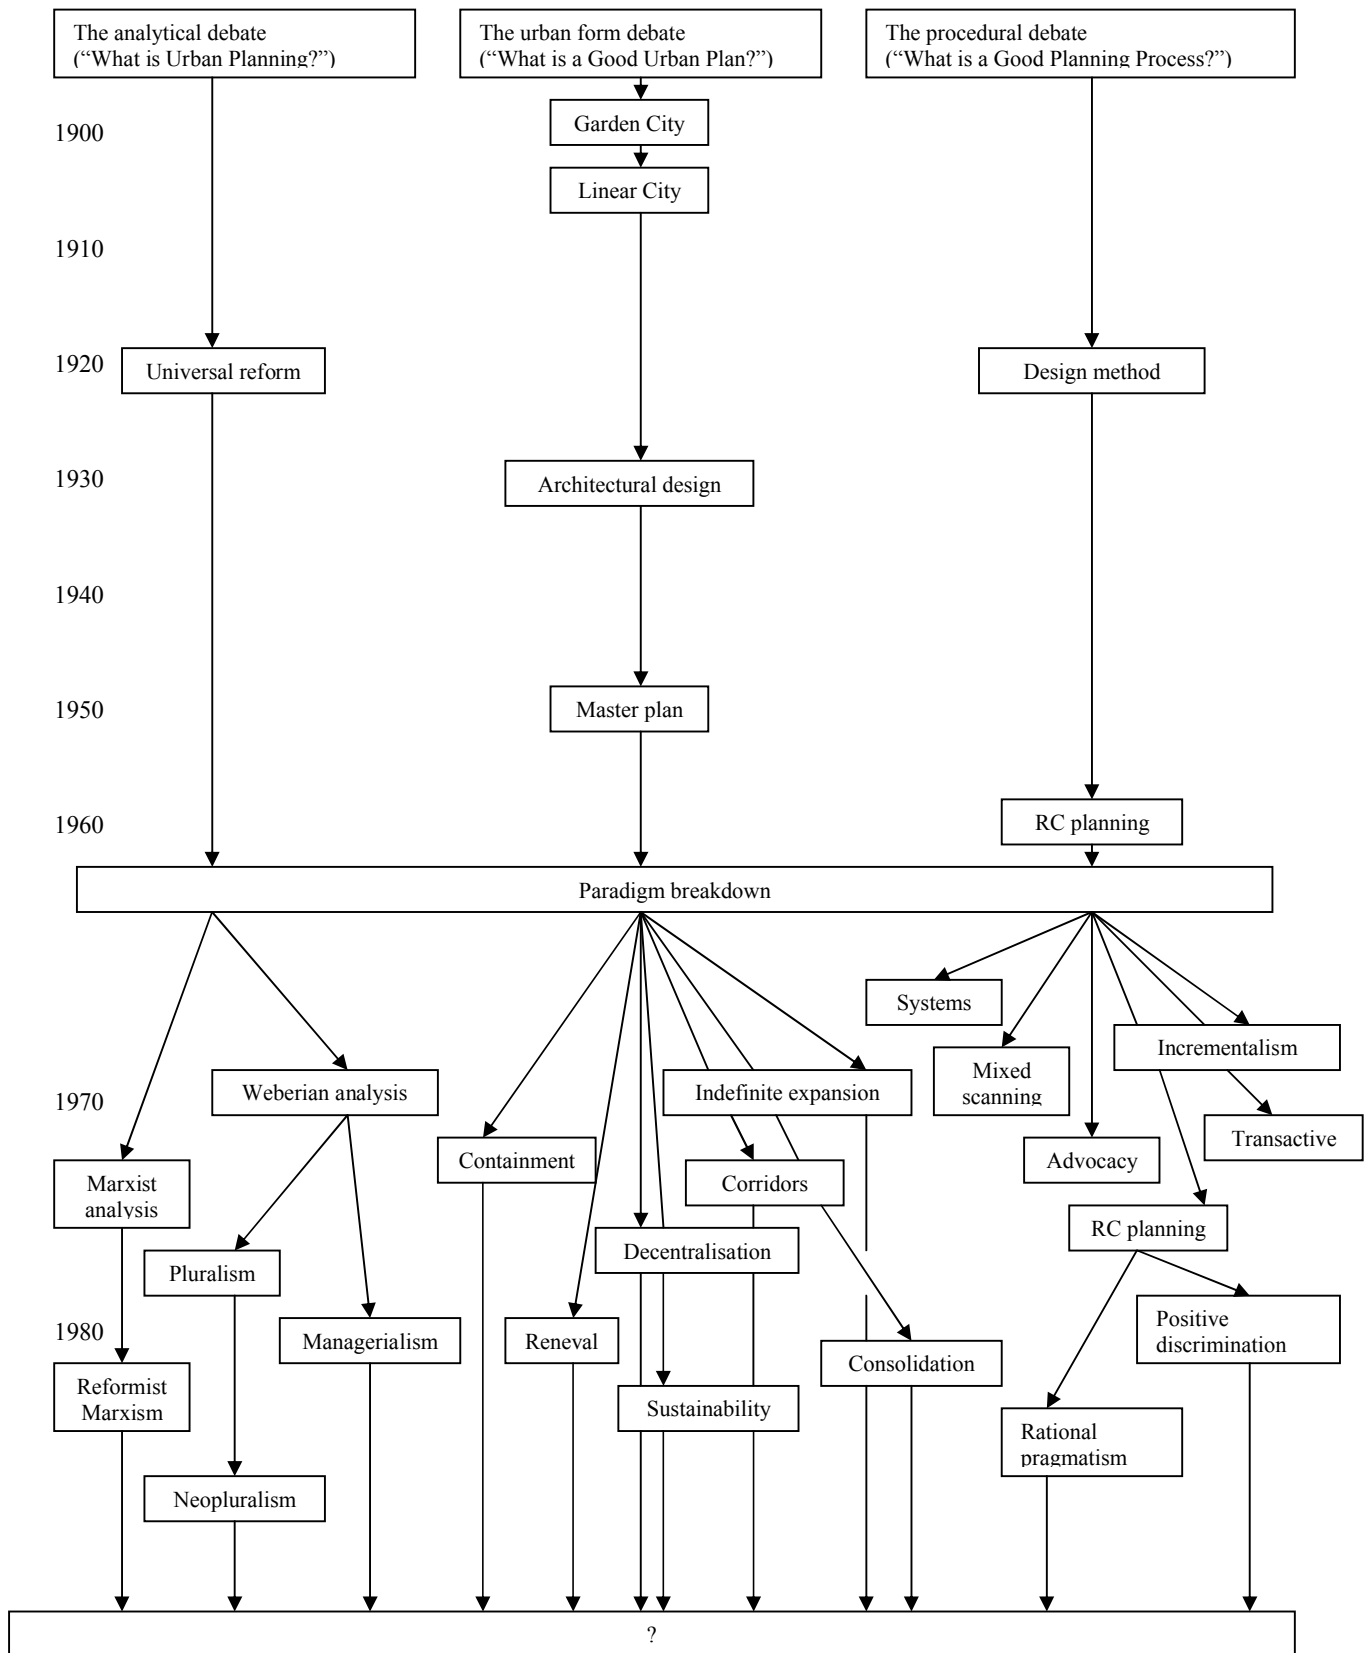 The analytical debate
(“What is Urban Planning?”)
The urban form debate
(“What is a Good Urban Plan?”)
The procedural debate
(“What is a Good Planning Process?”)
1900
Garden City
Linear City
1910
1920
Universal reform
Design method
1930
Architectural design
1940
1950
Master plan
1960
RC planning
Paradigm breakdown
Systems
Incrementalism
Mixed
scanning
Weberian analysis
Indefinite expansion
1970
Transactive
Containment
Advocacy
Marxist
analysis
Corridors
RC planning
Decentralisation
Pluralism
Positive
discrimination
1980
Managerialism
Reneval
Consolidation
Reformist
Marxism
Sustainability
Rational
pragmatism
Neopluralism
?